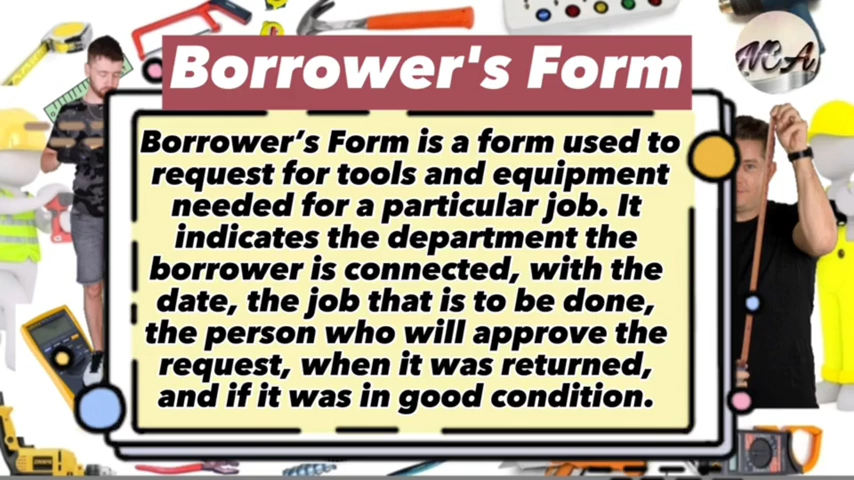 Borrower's Form
NCA
Borrower's Form is a form used to
request for tools and equipment
needed for a particular job. It
indicates the department the
borrower is connected, with the
date, the job that is to be done,
the person who will approve the
request, when it was returned,
and if it was in good condition.